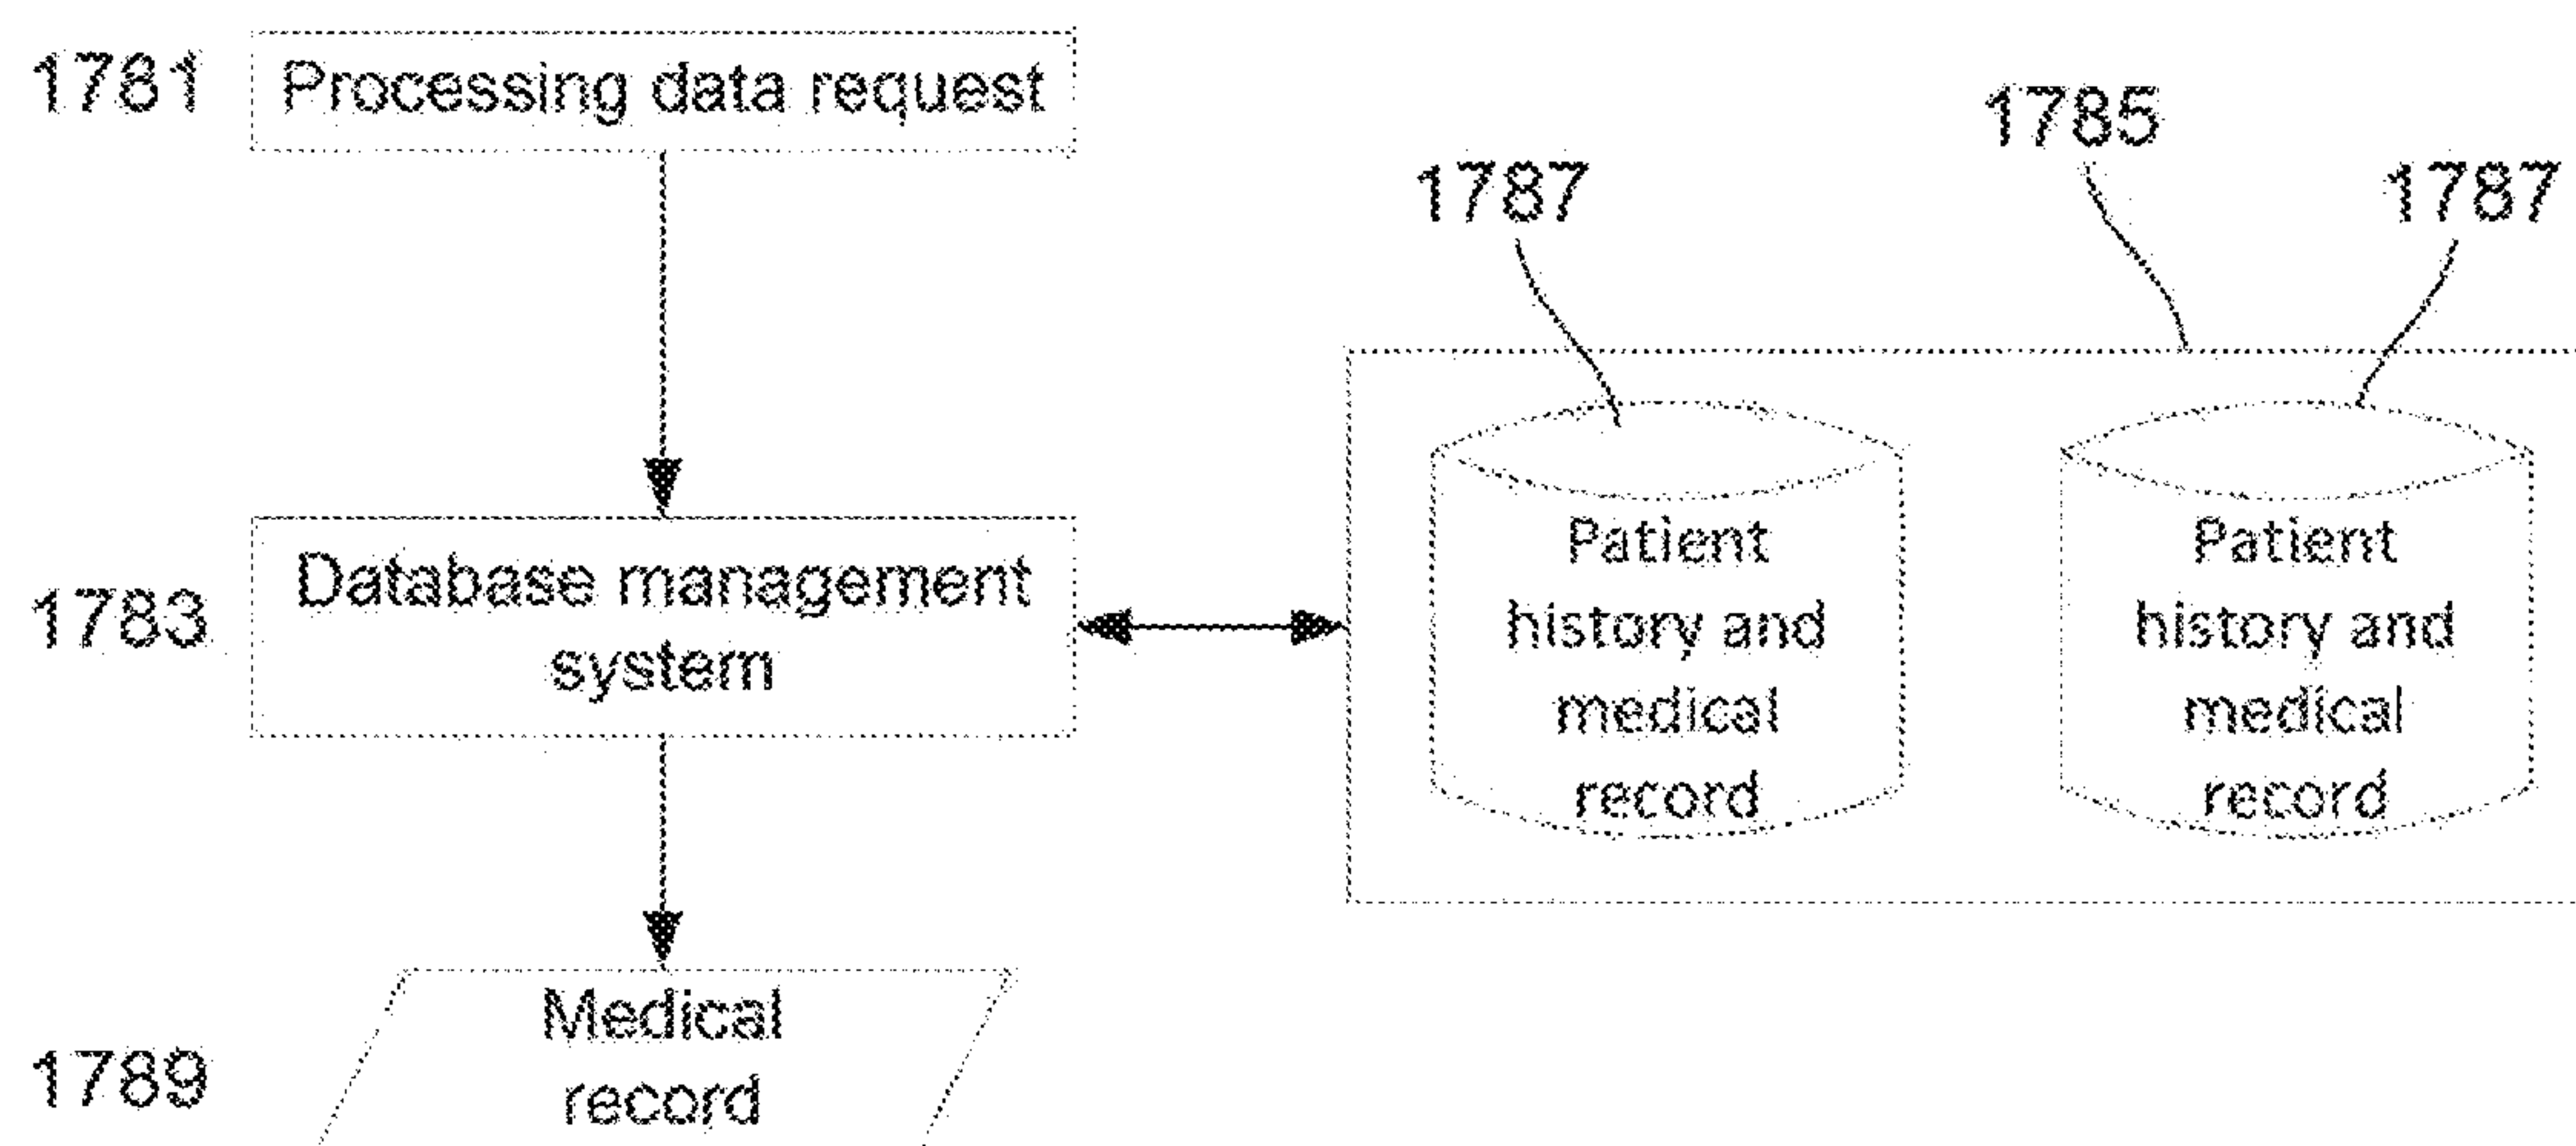 1781
Processing data request
1785
1787
1787
1783
Database management
system
Patient
history and
medical
record
Patient
history and
medical
record
1789
Medical
record